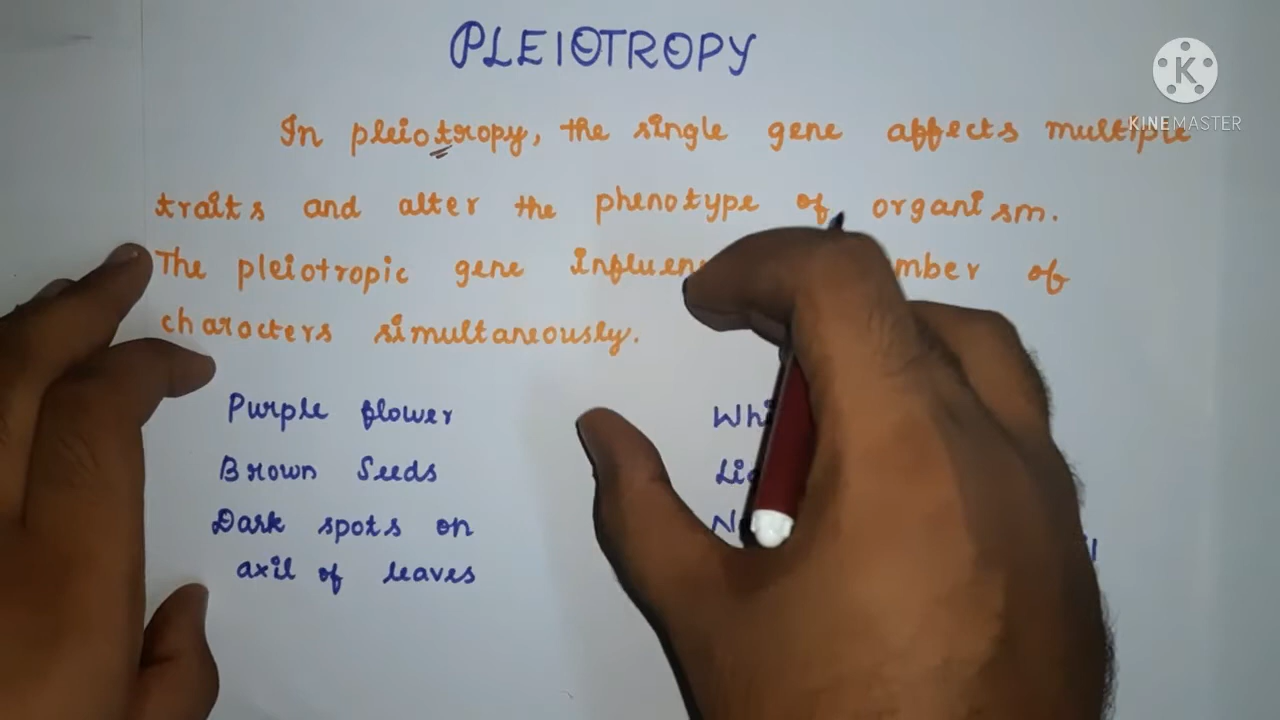 PLEIOTROPY
In pleiotropy, the single gene affects multiple
traits and alter the phenotype of organism.
The pleiotropic gene of
characters simultaneously.
Purple flower
Brown Seeds
Dark spots on
axil of leaves
K
KINEMASTER